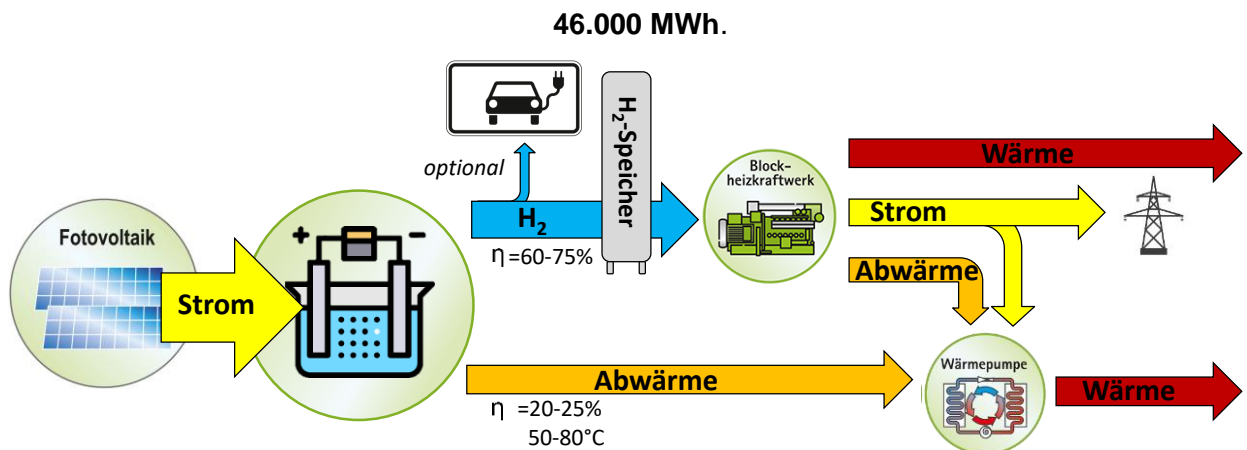 46.000 MWh.
optional
H₂-Speicher
Block-
heizkraftwerk
Wärme
Fotovoltaik
+ −
H₂
Strom
η=60-75%
Abwärme
Strom
Wärmepumpe
Abwärme
Wärme
η =20-25%
50-80°C